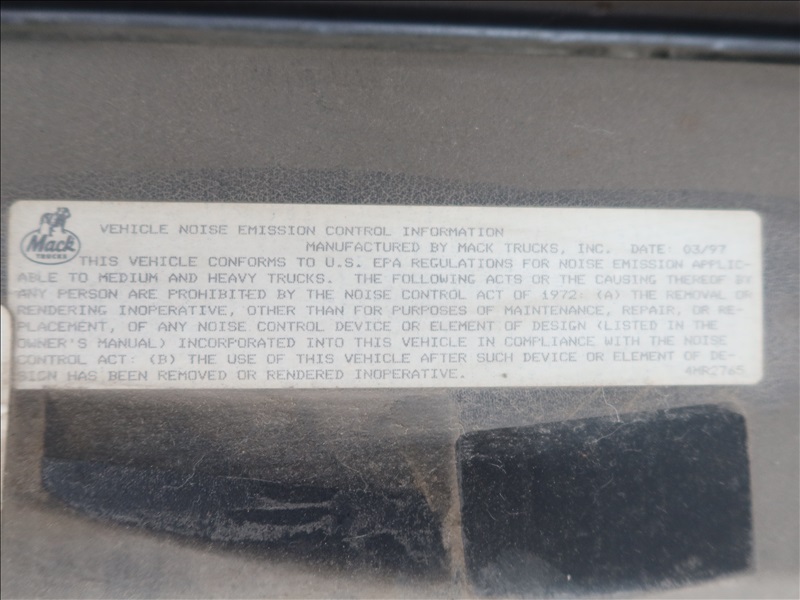 Mack
TRUCKS
VEHICLE NOISE EMISSION CONTROL INFORMATION
MANUFACTURED BY MACK TRUCKS, INC. DATE: 03/97
THIS VEHICLE CONFORMS TO U.S. EPA REGULATIONS FOR NOISE EMISSION APPLIC-
ABLE TO MEDIUM AND HEAVY TRUCKS. THE FOLLOWING ACTS OR THE CAUSING THEREOF BY
ANY PERSON ARE PROHIBITED BY THE NOISE CONTROL ACT OF 1972: (A) THE REMOVAL OR
RENDERING INOPERATIVE, OTHER THAN FOR PURPOSES OF MAINTENANCE, REPAIR, OR RE-
PLACEMENT, OF ANY NOISE CONTROL DEVICE OR ELEMENT OF DESIGN (LISTED IN THE
OWNER'S MANUAL) INCORPORATED INTO THIS VEHICLE IN COMPLIANCE WITH THE NOISE
CONTROL ACT: (B) THE USE OF THIS VEHICLE AFTER SUCH DEVICE OR ELEMENT OF DE-
SIGN HAS BEEN REMOVED OR RENDERED INOPERATIVE. 4MR2765